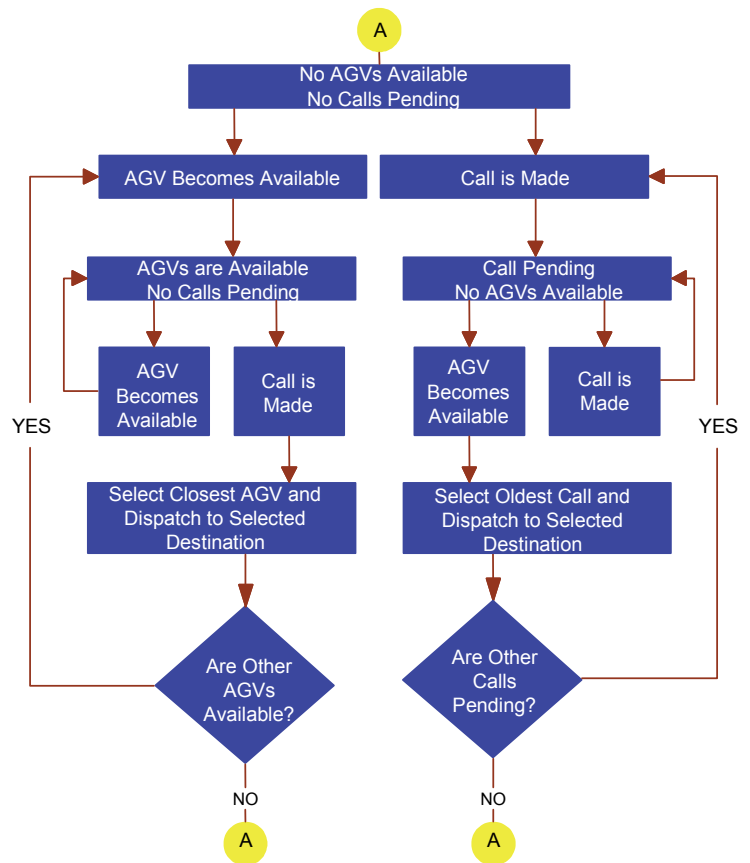 A
No AGVs Available
No Calls Pending
AGV Becomes Available
Call is Made
AGVs are Available
No Calls Pending
Call Pending
No AGVs Available
AGV
Becomes
Available
Call is
Made
AGV
Becomes
Available
Call is
Made
YES
YES
Select Closest AGV and
Dispatch to Selected
Destination
Select Oldest Call and
Dispatch to Selected
Destination
Are Other
AGVs
Available?
Are Other
Calls
Pending?
NO
NO
A
A